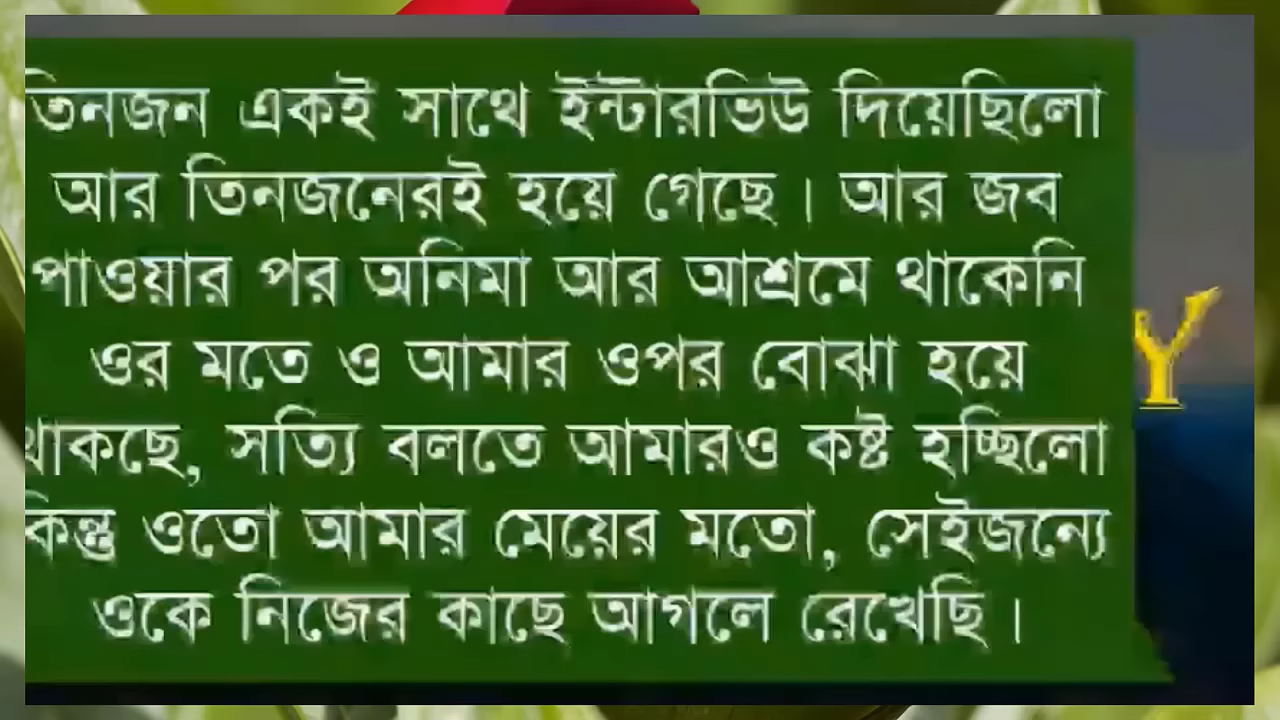 তিনজন একই সাথে ইন্টারভিউ দিয়েছিলো
আর তিনজনেরই হয়ে গেছে। আর জব
পাওয়ার পর অনিমা আর আশ্রমে থাকেনি
ওর মতে ও আমার ওপর বোঝা হয়ে
থাকছে, সত্যি বলতে আমারও কষ্ট হচ্ছিলো
কিন্তু ওতো আমার মেয়ের মতো, সেইজন্যে
ওকে নিজের কাছে আগলে রেখেছি।
Y